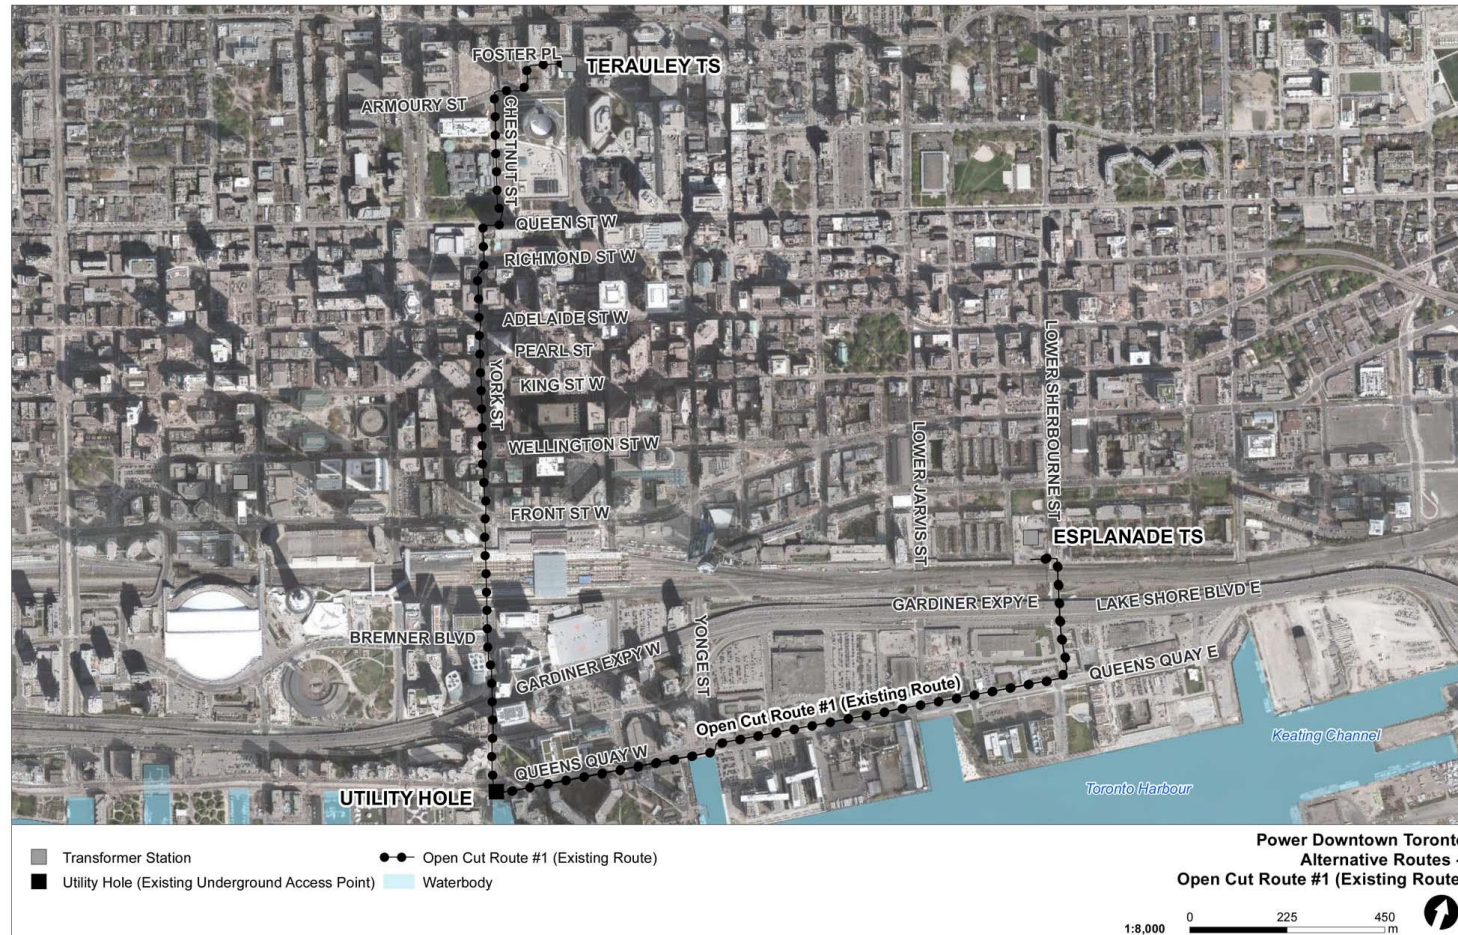 FOSTER PL
TERAULEY TS
ARMOURY ST
CHESTNUT ST
QUEEN ST W
RICHMOND ST W
ADELAIDE ST W
PEARL ST
YORK ST
KING ST W
LOWER SHERBOURNE ST
WELLINGTON ST W
LOWER JARVIS ST
FRONT ST W
ESPLANADE TS
GARDINER EXPY E
LAKE SHORE BLVD E
BREMNER BLVD
YONGE ST
GARDINER EXPY W
QUEENS QUAY E
Open Cut Route #1 (Existing Route)
QUEENS QUAY W
Keating Channel
UTILITY HOLE
Toronto Harbour
Transformer Station
Open Cut Route #1 (Existing Route)
Utility Hole (Existing Underground Access Point)
Waterbody
Power Downtown Toronto
Alternative Routes -
Open Cut Route #1 (Existing Route
1:8,000
0 225 450
m